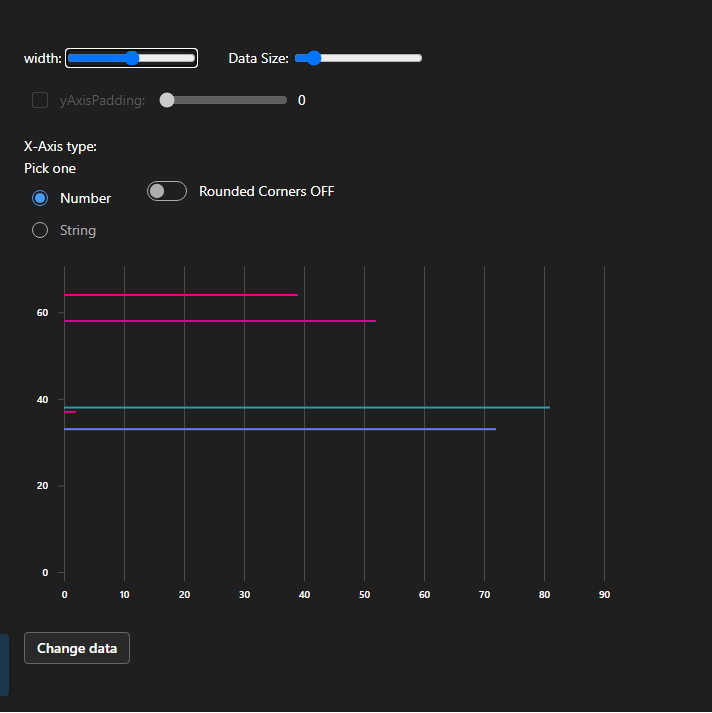 width: Data Size:
yAxisPadding: 0
X-Axis type:
Pick one
Number
Rounded Corners OFF
String
60
40
20
0
0 10 20 30 40 50 60 70 80 90
Change data